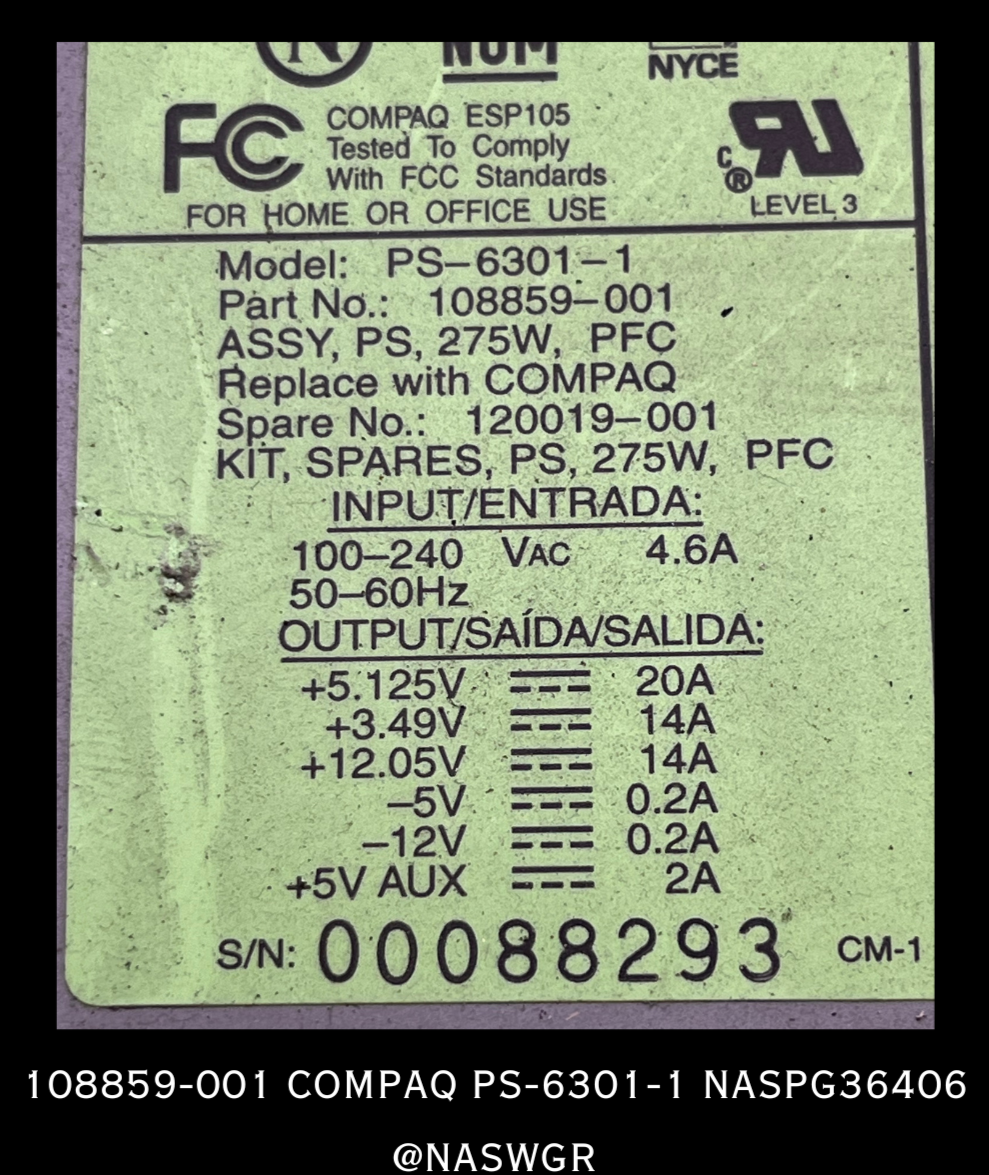 N
NOM
NYCE
FC
COMPAQ ESP105
Tested To Comply
With FCC Standards
FOR HOME OR OFFICE USE
C RU ®
LEVEL 3
Model: PS-6301-1
Part No.: 108859-001
ASSY, PS, 275W, PFC
Replace with COMPAQ
Spare No.: 120019-001
KIT, SPARES, PS, 275W, PFC
INPUT/ENTRADA:
100-240 VAC 4.6A
50-60Hz
OUTPUT/SAÍDA/SALIDA:
+5.125V 20A
+3.49V 14A
+12.05V 14A
-5V 0.2A
-12V 0.2A
+5V AUX 2A
S/N: 00088293 CM-1
108859-001 COMPAQ PS-6301-1 NASPG36406
@NASWGR